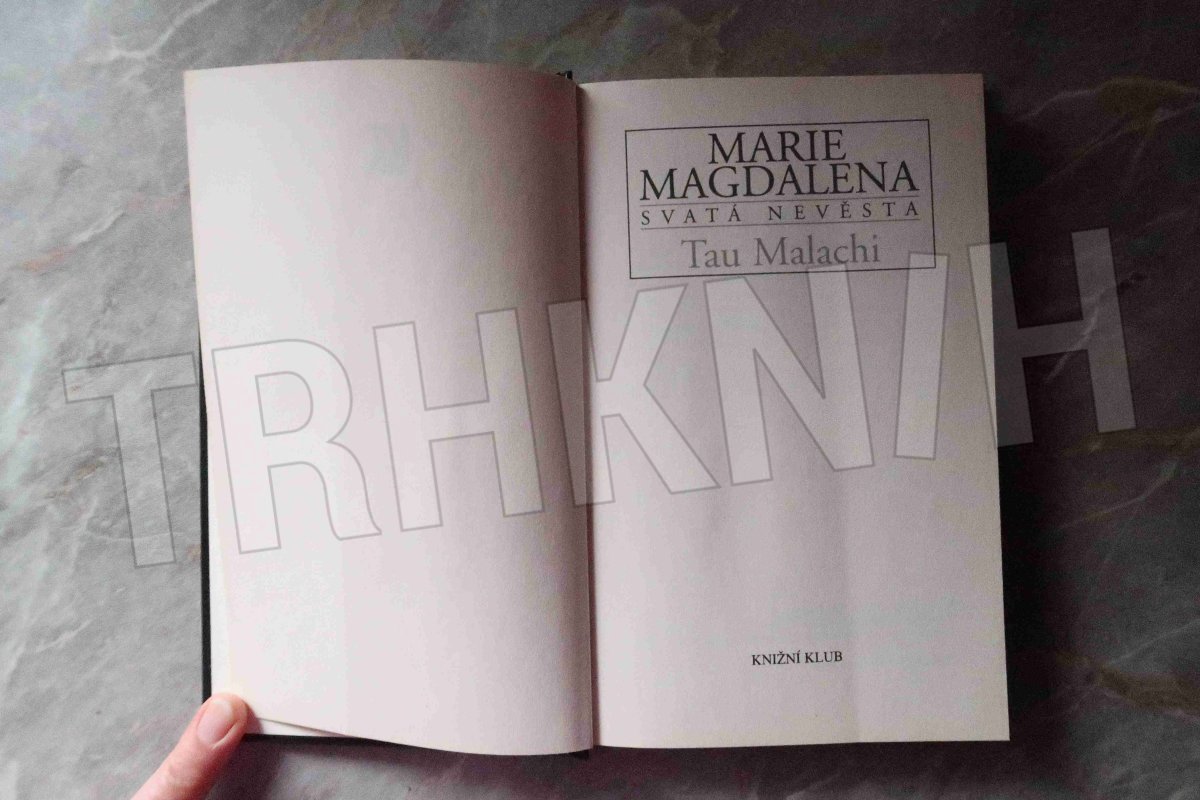 MARIE
MAGDALENA
SVATÁ NEVĚSTA
Tau Malachi
TRHKNIH
KNIŽNÍ KLUB